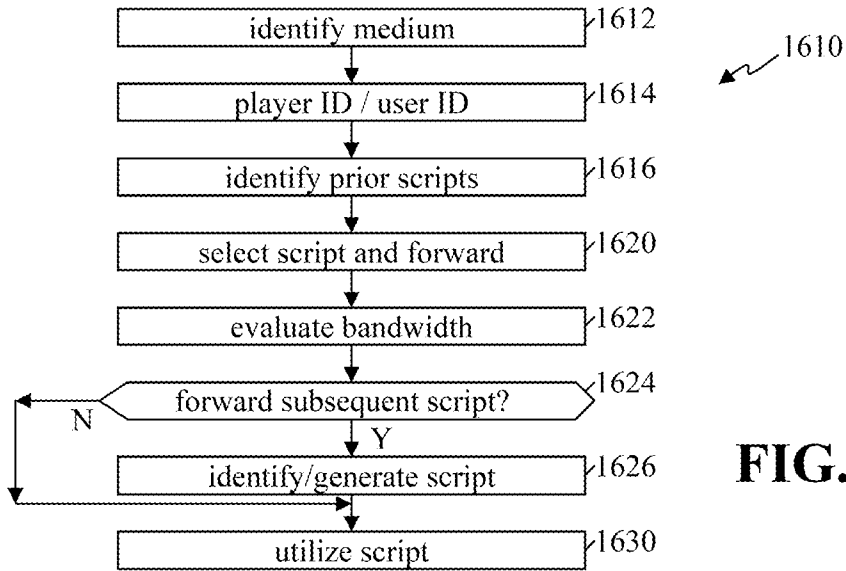 identify medium 1612
1610
player ID / user ID 1614
identify prior scripts 1616
select script and forward 1620
evaluate bandwidth 1622
forward subsequent script? 1624
N
Y
identify/generate script 1626
FIG.
utilize script 1630